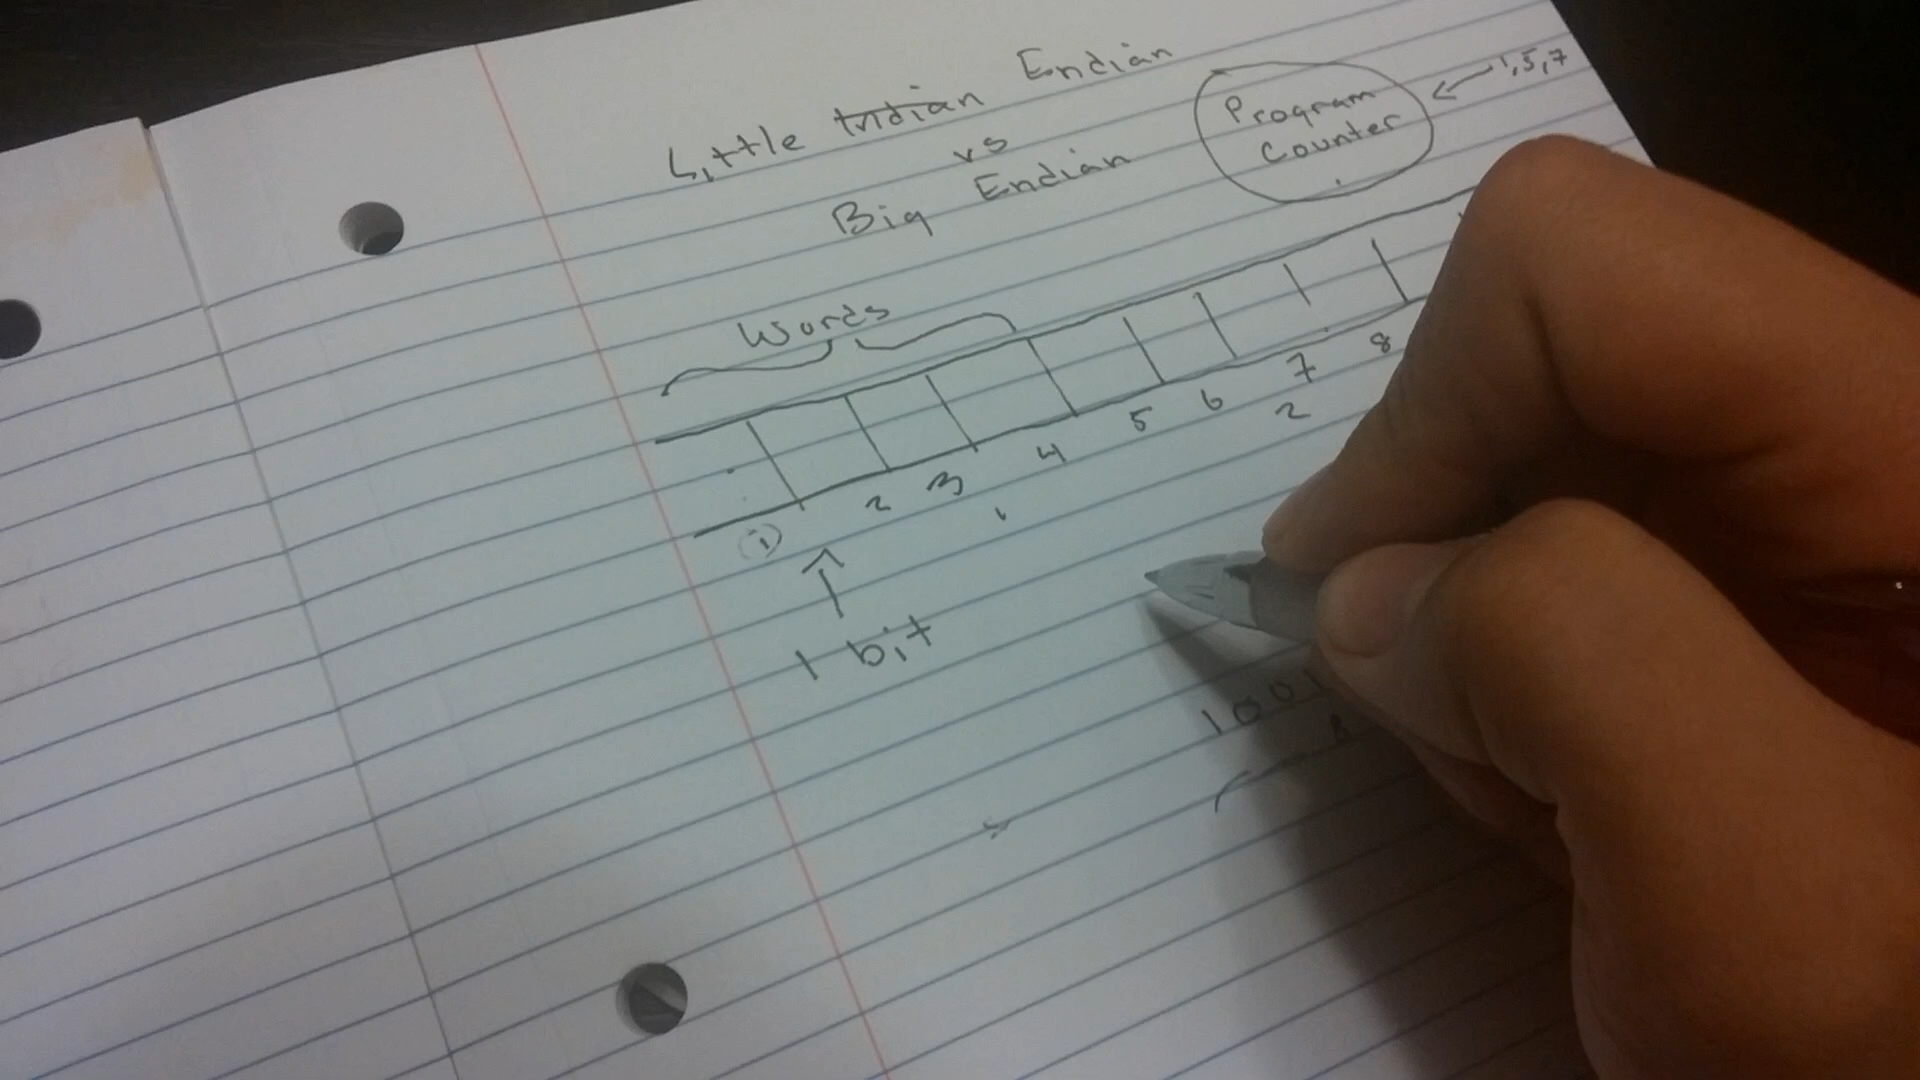 Little Indian Endian
vs
Big Endian
Program
Counter
1,5,7
Words
1 2 3 4 5 6 7 8
1 2
1 bit
1001